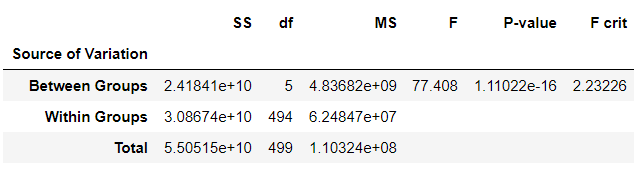 SS df MS F P-value F crit
Source of Variation
Between Groups 2.41841e+10 5 4.83682e+09 77.408 1.11022e-16 2.23226
Within Groups 3.08674e+10 494 6.24847e+07
Total 5.50515e+10 499 1.10324e+08